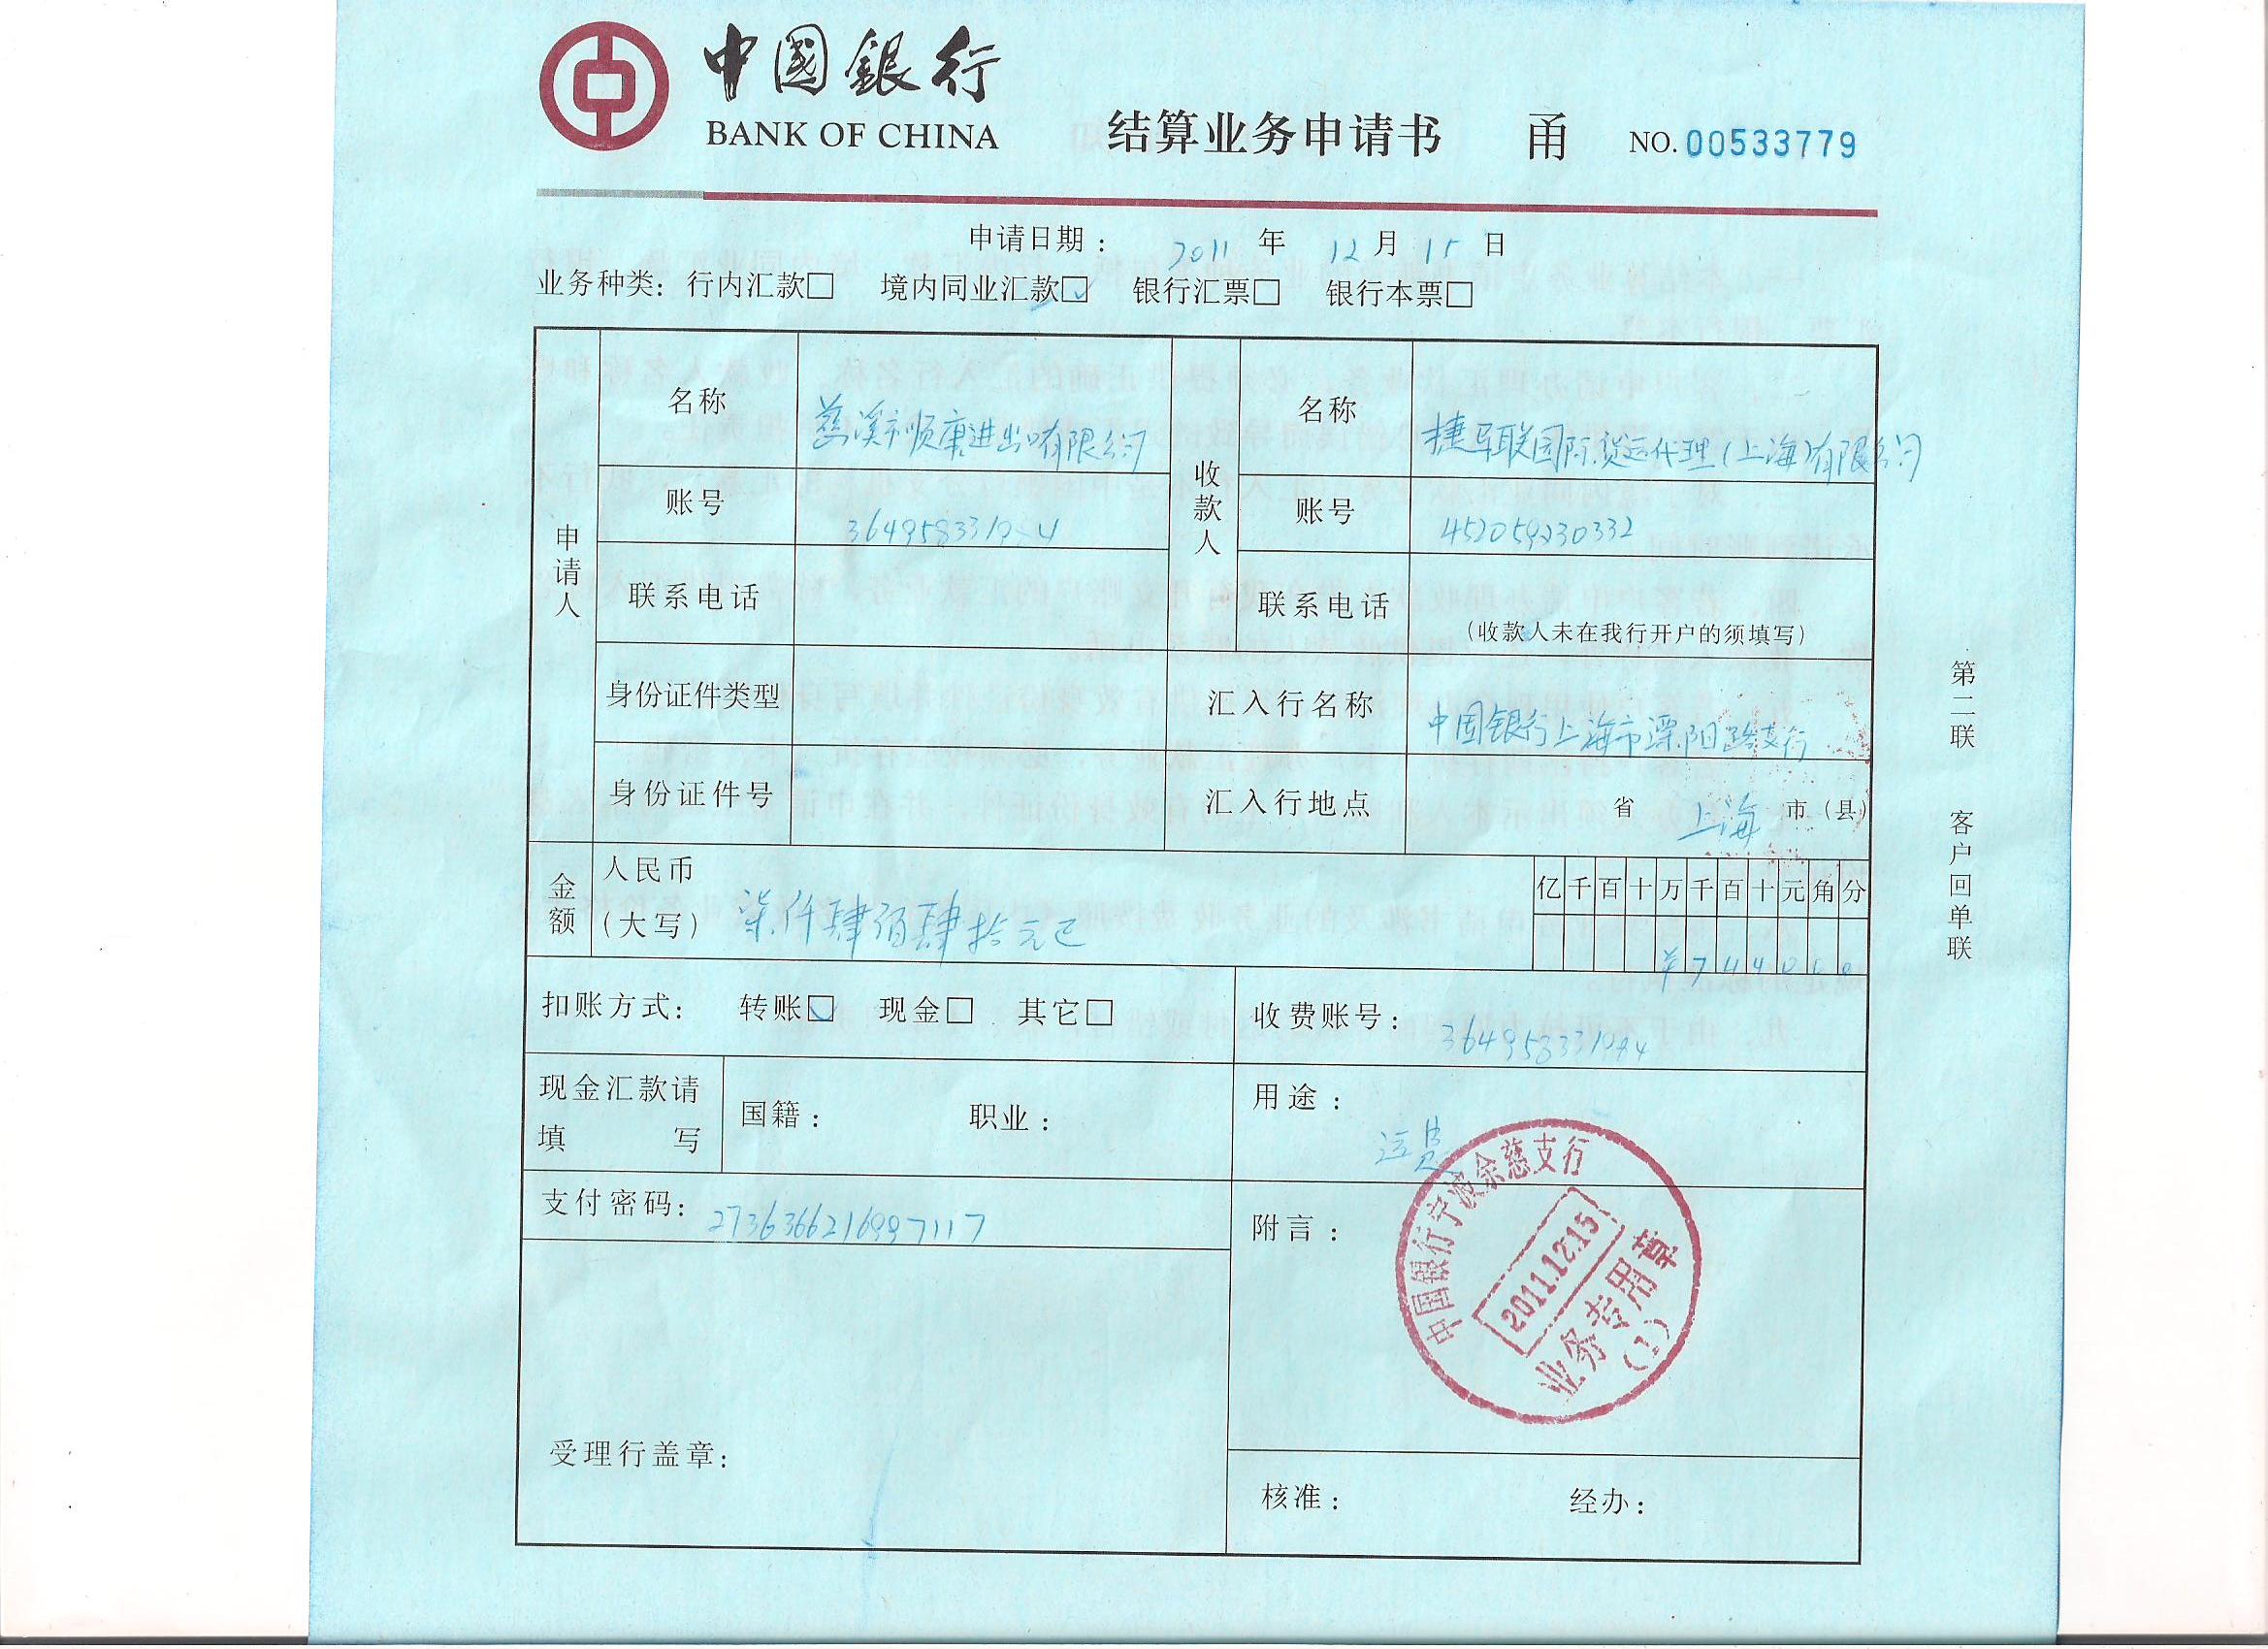 中國銀行
BANK OF CHINA
结算业务申请书 甬 NO. 00533779
申请日期： 2011 年 12 月 15 日
业务种类: 行内汇款□ 境内同业汇款☑ 银行汇票□ 银行本票□
申请人
名称 慈溪市顺康进出口有限公司
账号
联系电话
身份证件类型
身份证件号
收款人
名称 捷联国际货运代理(上海)有限公司
账号 452059230332
联系电话
(收款人未在我行开户的须填写)
汇入行名称 中国银行上海市溧阳路支行
汇入行地点 省 上海 市（县）
金额 人民币
(大写) 柒仟肆佰肆拾元正
亿 千 百 十 万 千 百 十 元 角 分
¥ 7 4 4 0 0 0
扣账方式: 转账☑ 现金□ 其它□
收费账号:
现金汇款请填写
国籍: 职业:
用途: 运费
支付密码: 2736366216997117
附言:
中国银行宁波余慈支行
2011.12.15
业务专用章
(1)
受理行盖章:
核准: 经办:
第二联 客户回单联